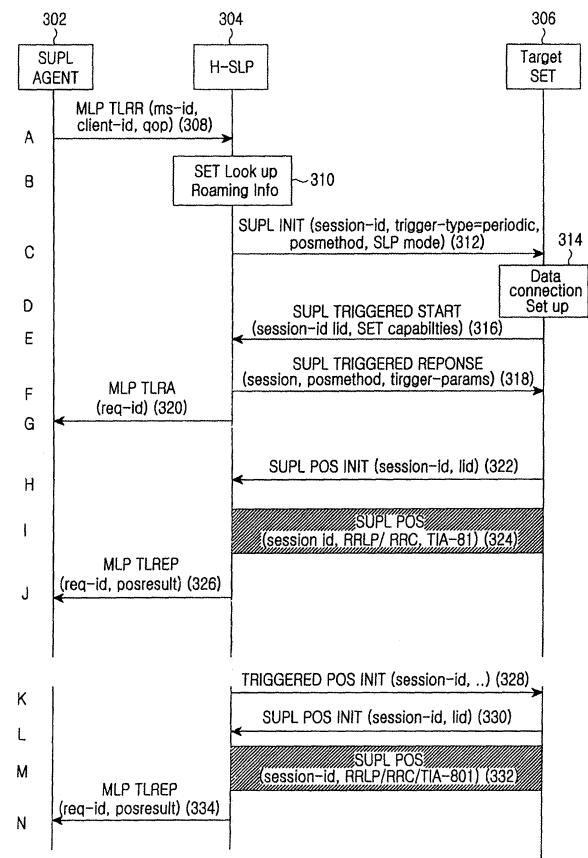 302
304
306
SUPL
AGENT
H-SLP
Target
SET
A
MLP TLRR (ms-id,
client-id, qop) (308)
B
SET Look up
Roaming Info
310
C
SUPL INIT (session-id, trigger-type=periodic,
posmethod, SLP mode) (312)
314
D
Data
connection
Set up
E
SUPL TRIGGERED START
(session-id lid, SET capabilties) (316)
F
SUPL TRIGGERED REPONSE
(session, posmethod, tirgger-params) (318)
G
MLP TLRA
(req-id) (320)
H
SUPL POS INIT (session-id, lid) (322)
I
SUPL POS
(session id, RRLP/ RRC, TIA-81) (324)
J
MLP TLREP
(req-id, posresult) (326)
K
TRIGGERED POS INIT (session-id, ..) (328)
L
SUPL POS INIT (session-id, lid) (330)
M
SUPL POS
(session-id, RRLP/RRC/TIA-801) (332)
N
MLP TLREP
(req-id, posresult) (334)